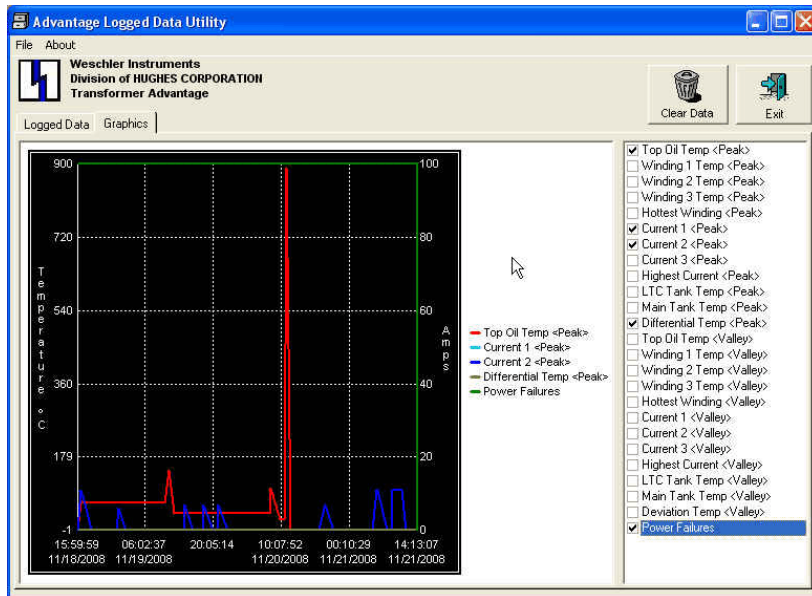 Advantage Logged Data Utility
File About
Weschler Instruments
Division of HUGHES CORPORATION
Transformer Advantage
Clear Data
Exit
Logged Data
Graphics
900
720
540
360
179
-1
Temperature °C
100
80
60
40
20
0
Amps
15:59:59
11/18/2008
06:02:37
11/19/2008
20:05:14
10:07:52
11/20/2008
00:10:29
11/21/2008
14:13:07
11/21/2008
Top Oil Temp <Peak>
Current 1 <Peak>
Current 2 <Peak>
Differential Temp <Peak>
Power Failures
Top Oil Temp <Peak>
Winding 1 Temp <Peak>
Winding 2 Temp <Peak>
Winding 3 Temp <Peak>
Hottest Winding <Peak>
Current 1 <Peak>
Current 2 <Peak>
Current 3 <Peak>
Highest Current <Peak>
LTC Tank Temp <Peak>
Main Tank Temp <Peak>
Differential Temp <Peak>
Top Oil Temp <Valley>
Winding 1 Temp <Valley>
Winding 2 Temp <Valley>
Winding 3 Temp <Valley>
Hottest Winding <Valley>
Current 1 <Valley>
Current 2 <Valley>
Current 3 <Valley>
Highest Current <Valley>
LTC Tank Temp <Valley>
Main Tank Temp <Valley>
Deviation Temp <Valley>
Power Failures